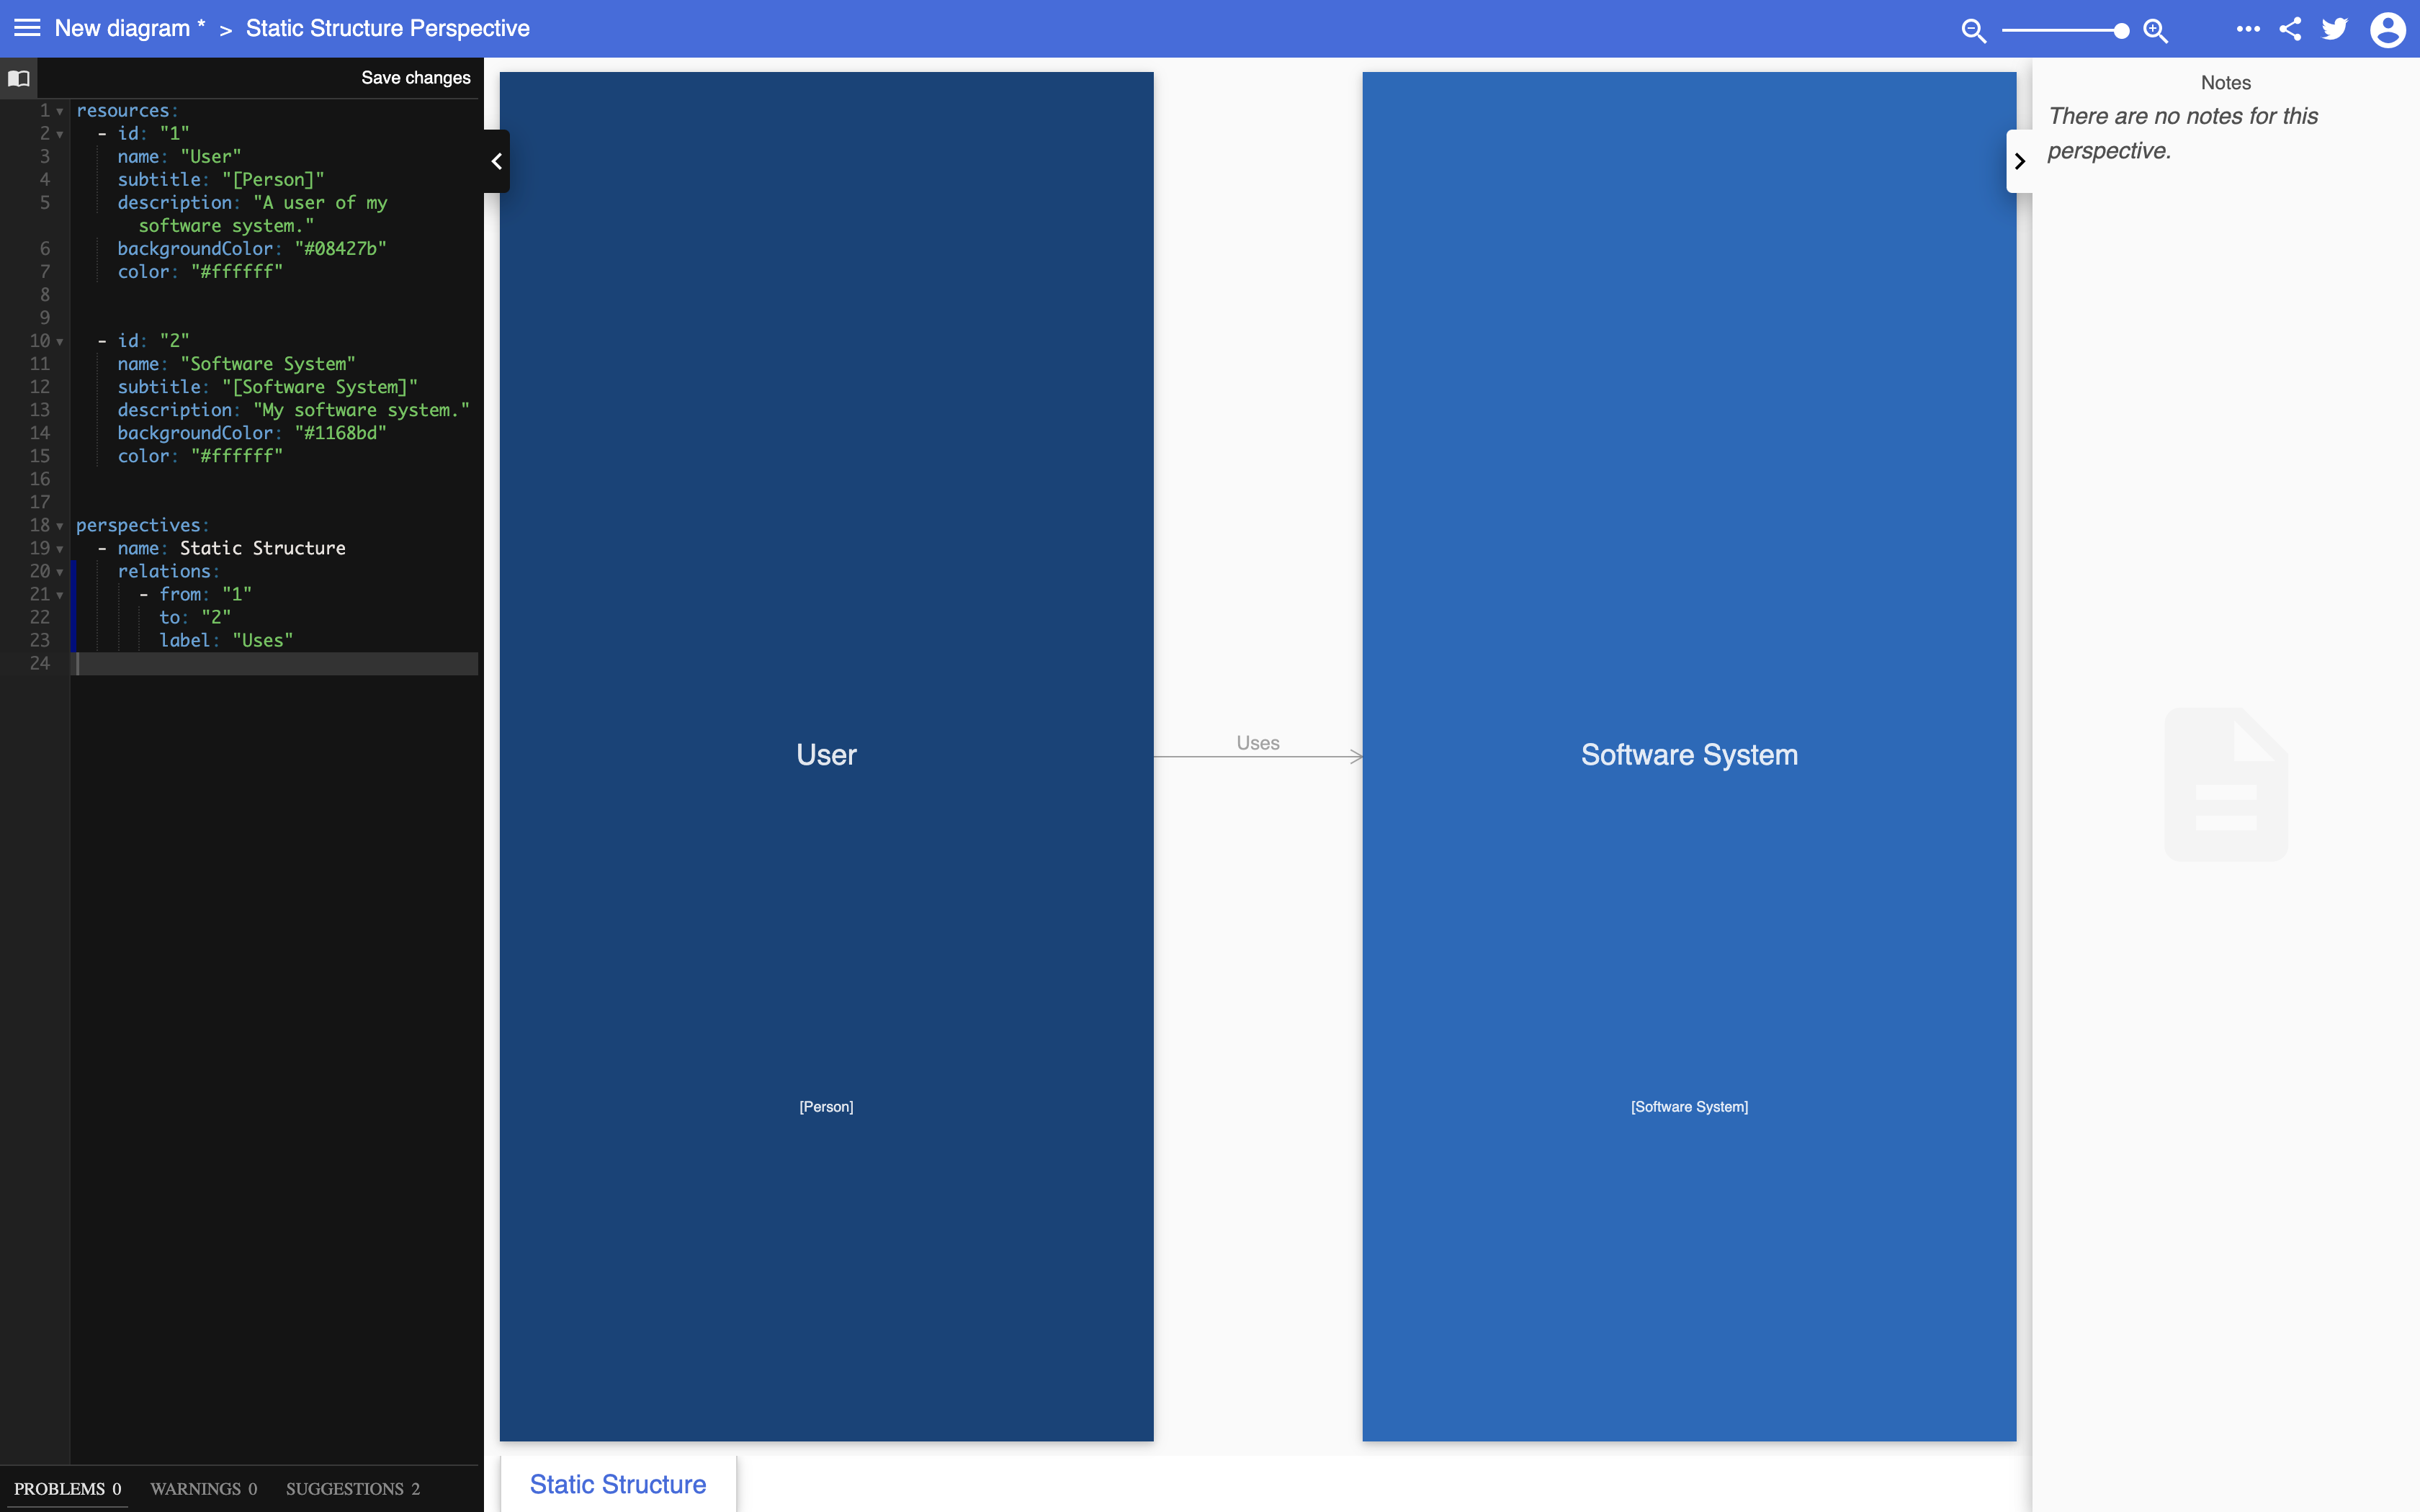 New diagram * > Static Structure Perspective
Save changes
1 resources:
2 - id: "1"
3 name: "User"
4 subtitle: "[Person]"
5 description: "A user of my
software system."
6 backgroundColor: "#08427b"
7 color: "#ffffff"
8
9
10 - id: "2"
11 name: "Software System"
12 subtitle: "[Software System]"
13 description: "My software system."
14 backgroundColor: "#1168bd"
15 color: "#ffffff"
16
17
18 perspectives:
19 - name: Static Structure
20 relations:
21 - from: "1"
22 to: "2"
23 label: "Uses"
24
PROBLEMS 0 WARNINGS 0 SUGGESTIONS 2
User
[Person]
Uses
Software System
[Software System]
Static Structure
Notes
There are no notes for this
perspective.